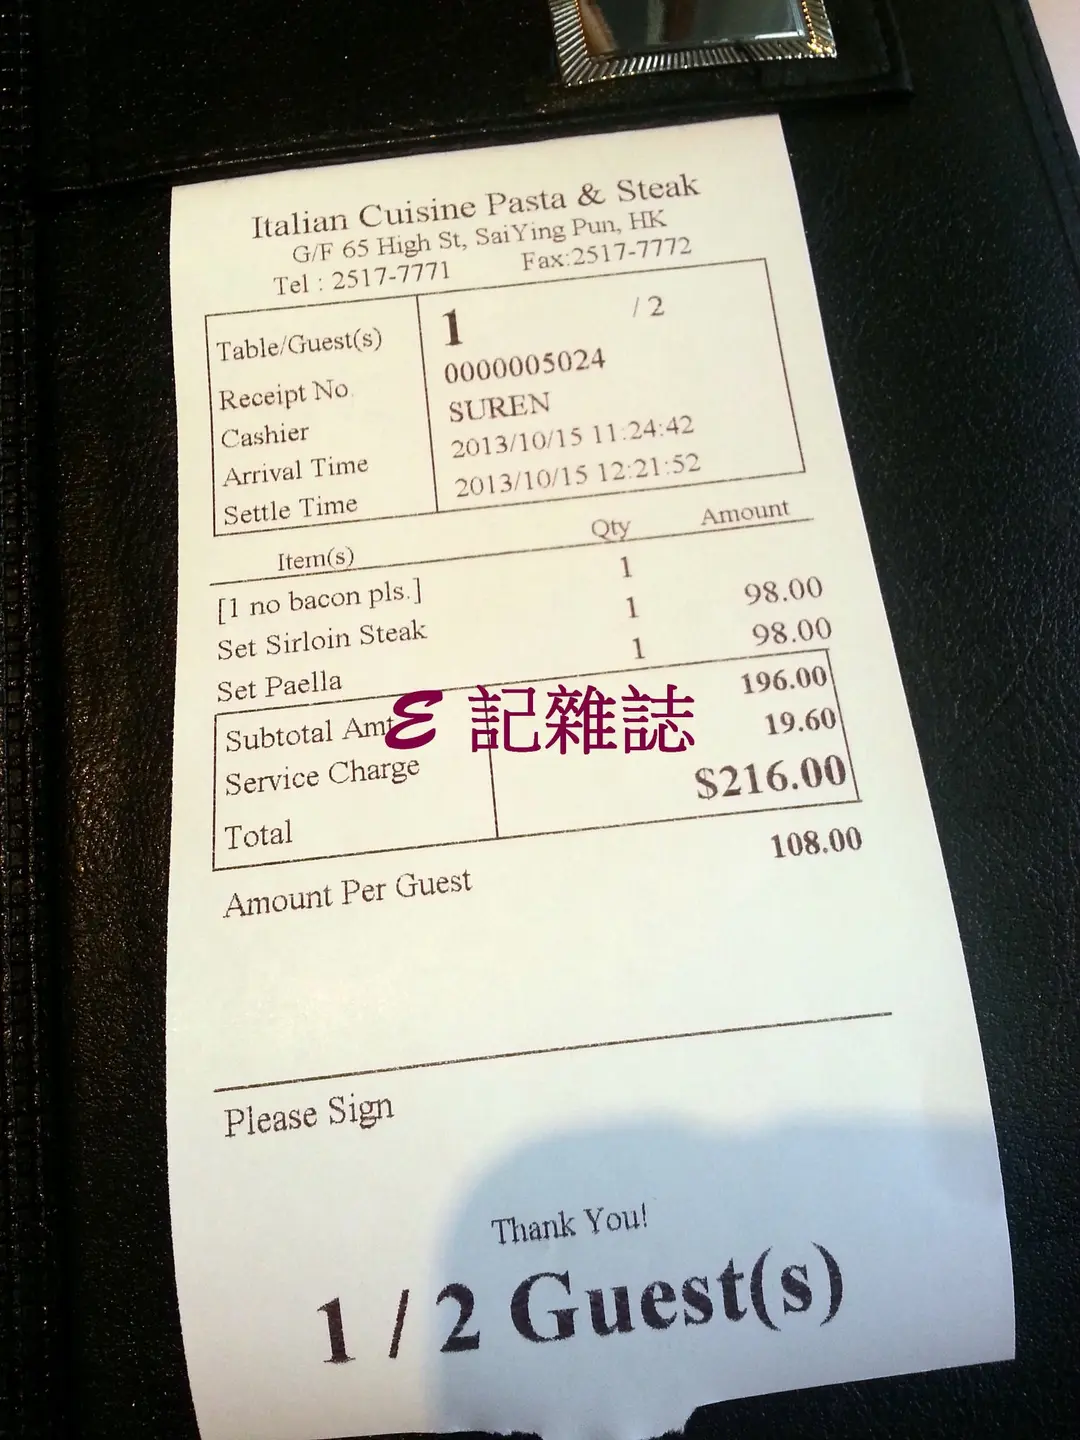 Italian Cuisine Pasta & Steak
G/F 65 High St, SaiYing Pun, HK
Tel : 2517-7771 Fax:2517-7772
Table/Guest(s) 1 / 2
Receipt No. 0000005024
Cashier SUREN
Arrival Time 2013/10/15 11:24:42
Settle Time 2013/10/15 12:21:52
Item(s) Qty Amount
[1 no bacon pls.] 1
Set Sirloin Steak 1 98.00
Set Paella 1 98.00
Subtotal Amt 196.00
E 記雜誌
Service Charge 19.60
Total $216.00
Amount Per Guest 108.00
Please Sign
Thank You!
1 / 2 Guest(s)